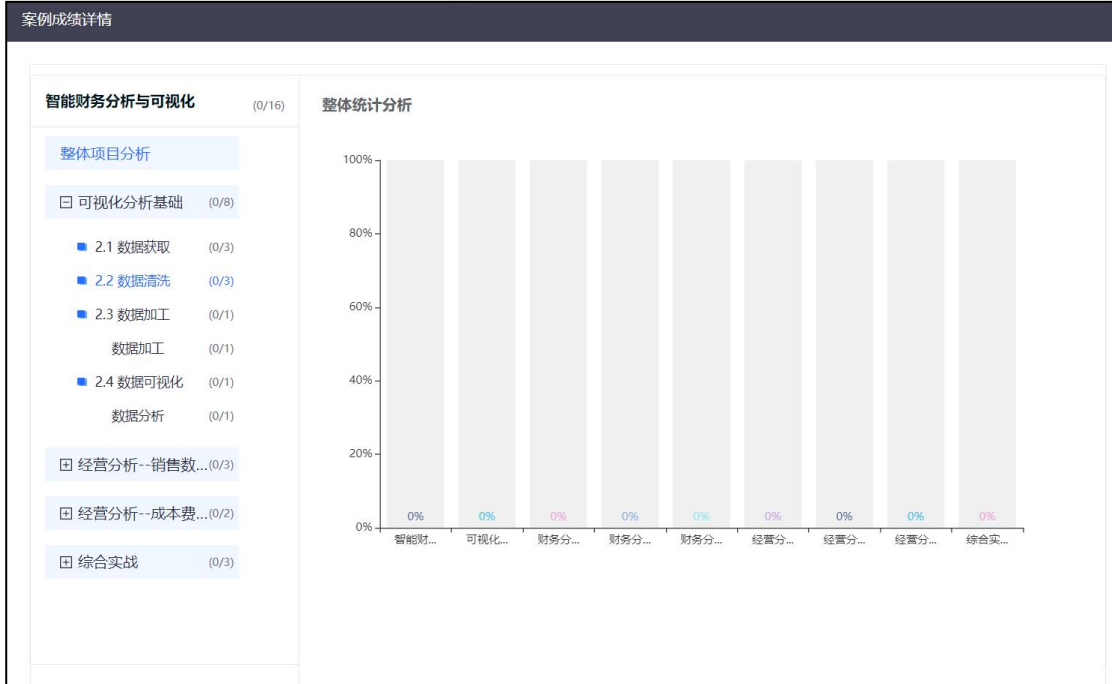 案例成绩详情
智能财务分析与可视化 (0/16)
整体项目分析
可视化分析基础 (0/8)
2.1 数据获取 (0/3)
2.2 数据清洗 (0/3)
2.3 数据加工 (0/1)
数据加工 (0/1)
2.4 数据可视化 (0/1)
数据分析 (0/1)
经营分析--销售数...(0/3)
经营分析--成本费...(0/2)
综合实战 (0/3)
整体统计分析
100%
80%
60%
40%
20%
0%
0% 0% 0% 0% 0% 0% 0% 0% 0%
智能财... 可视化... 财务分... 财务分... 财务分... 经营分... 经营分... 经营分... 综合实...